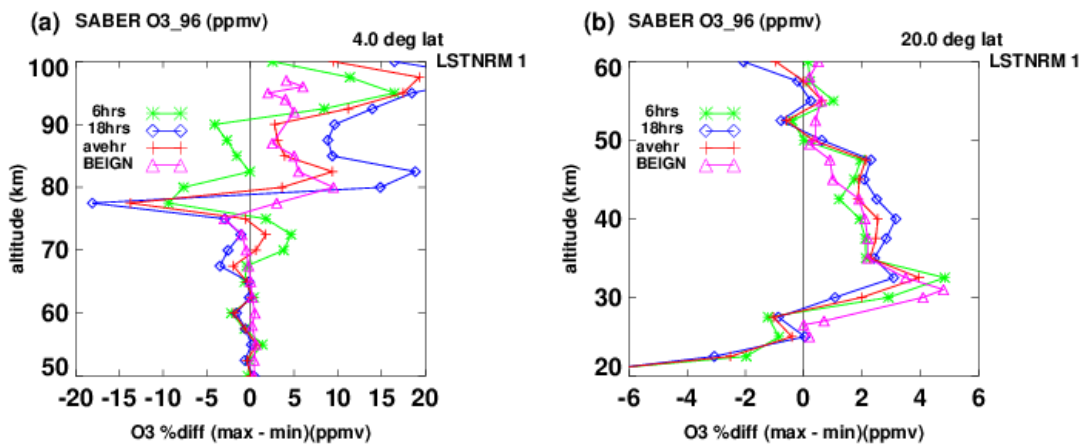 (a) SABER O3_96 (ppmv)
4.0 deg lat
LSTNRM 1
100
90
80
70
60
50
altitude (km)
6hrs
18hrs
avehr
BEIGN
-20 -15 -10 -5 0 5 10 15 20
O3 %diff (max - min)(ppmv)
(b) SABER O3_96 (ppmv)
20.0 deg lat
LSTNRM 1
60
50
40
30
20
altitude (km)
6hrs
18hrs
avehr
BEIGN
-6 -4 -2 0 2 4 6
O3 %diff (max - min)(ppmv)